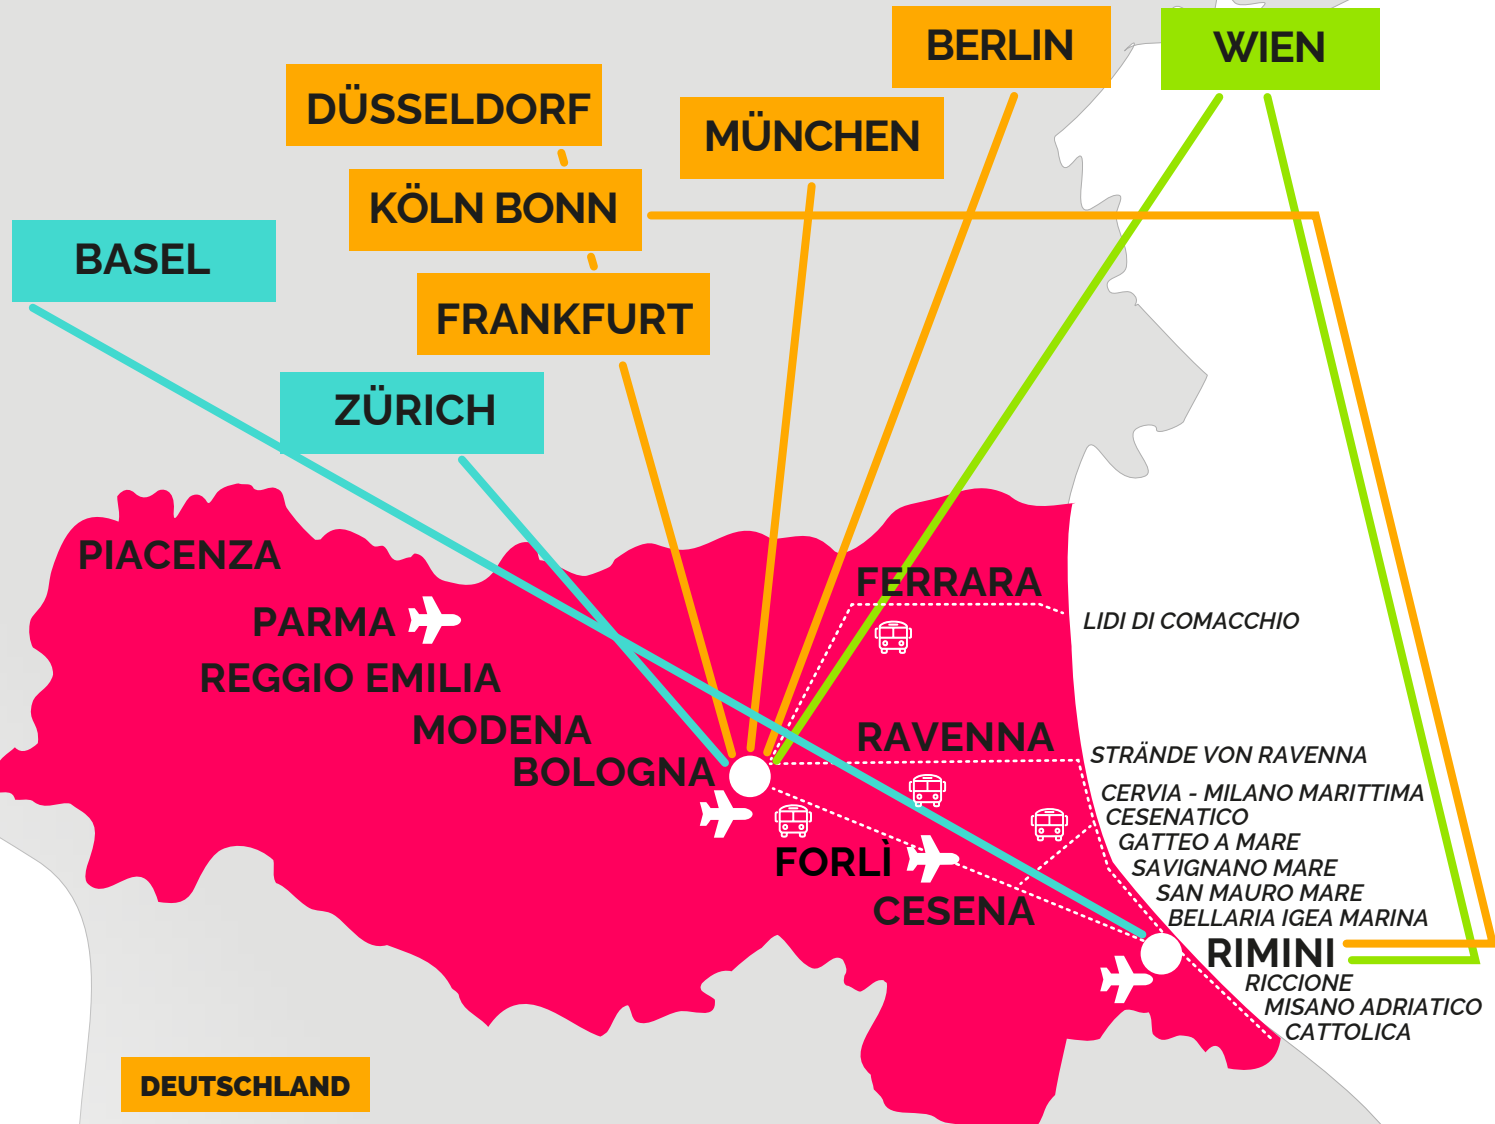 BERLIN
WIEN
DÜSSELDORF
MÜNCHEN
KÖLN BONN
BASEL
FRANKFURT
ZÜRICH
PIACENZA
FERRARA
PARMA
LIDI DI COMACCHIO
REGGIO EMILIA
MODENA
RAVENNA
STRÄNDE VON RAVENNA
BOLOGNA
CERVIA - MILANO MARITTIMA
CESENATICO
GATTEO A MARE
FORLÌ
SAVIGNANO MARE
SAN MAURO MARE
CESENA
BELLARIA IGEA MARINA
RIMINI
RICCIONE
MISANO ADRIATICO
CATTOLICA
DEUTSCHLAND